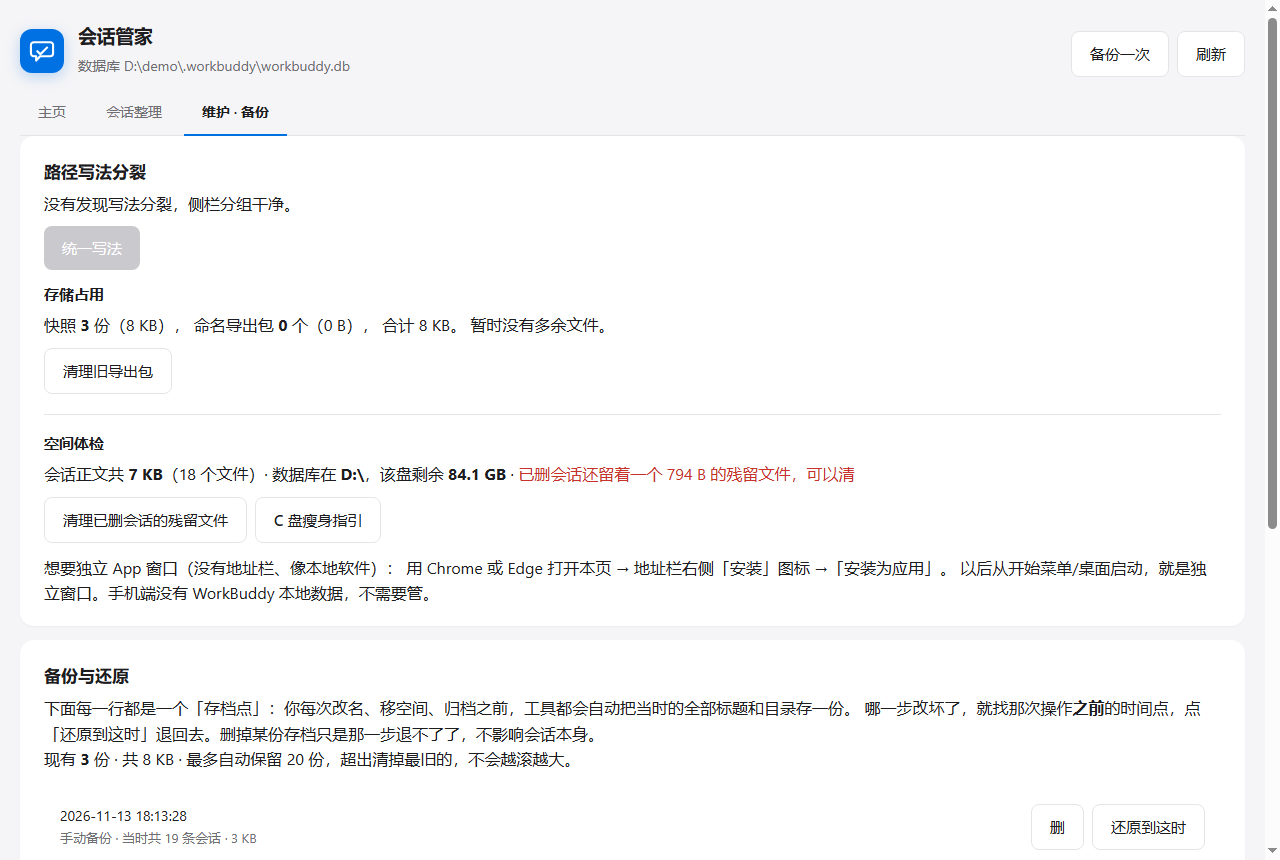 会话管家
数据库 D:\demo\.workbuddy\workbuddy.db
备份一次
刷新
主页
会话整理
维护 · 备份
路径写法分裂
没有发现写法分裂，侧栏分组干净。
统一写法
存储占用
快照 3 份（8 KB）， 命名导出包 0 个（0 B）， 合计 8 KB。 暂时没有多余文件。
清理旧导出包
空间体检
会话正文共 7 KB（18 个文件）· 数据库在 D:\，该盘剩余 84.1 GB · 已删会话还留着一个 794 B 的残留文件，可以清
清理已删会话的残留文件
C 盘瘦身指引
想要独立 App 窗口（没有地址栏、像本地软件）： 用 Chrome 或 Edge 打开本页 → 地址栏右侧「安装」图标 →「安装为应用」。 以后从开始菜单/桌面启动，就是独
立窗口。手机端没有 WorkBuddy 本地数据，不需要管。
备份与还原
下面每一行都是一个「存档点」：你每次改名、移空间、归档之前，工具都会自动把当时的全部标题和目录存一份。 哪一步改坏了，就找那次操作之前的时间点，点
「还原到这时」退回去。删掉某份存档只是那一步退不了了，不影响会话本身。
现有 3 份 · 共 8 KB · 最多自动保留 20 份，超出清掉最旧的，不会越滚越大。
2026-11-13 18:13:28
手动备份 · 当时共 19 条会话 · 3 KB
删
还原到这时